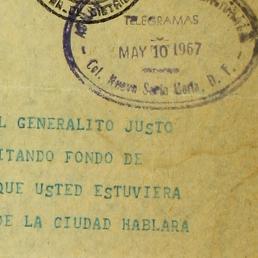 TELEGRAMAS
MAY 10 1967
Col. Nueva Santa María, D. F.
L GENERALITO JUSTO
ITANDO FONDO DE
QUE USTED ESTUVIERA
DE LA CIUDAD HABLARA